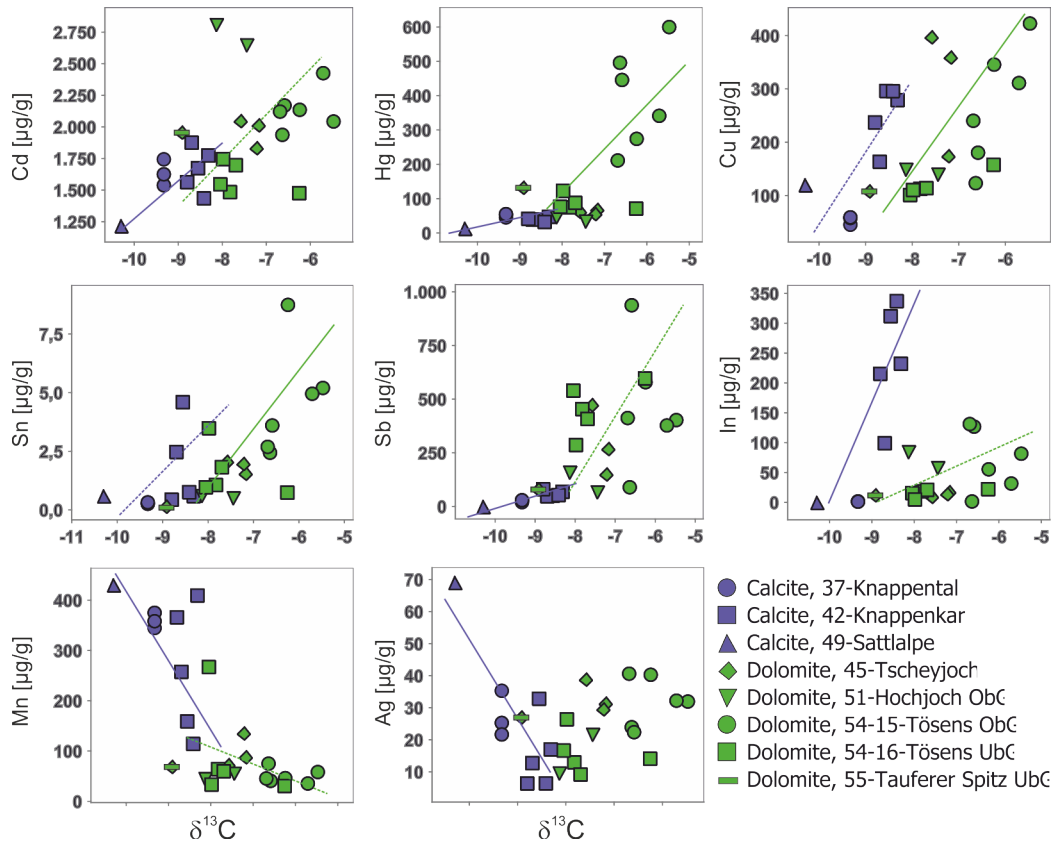 Cd [µg/g]
2.750
2.500
2.250
2.000
1.750
1.500
1.250
-10 -9 -8 -7 -6
Hg [µg/g]
600
500
400
300
200
100
0
-10 -9 -8 -7 -6 -5
Cu [µg/g]
400
300
200
100
-10 -9 -8 -7 -6
Sn [µg/g]
7,5
5,0
2,5
0,0
-11 -10 -9 -8 -7 -6 -5
Sb [µg/g]
1.000
750
500
250
0
-10 -9 -8 -7 -6 -5
In [µg/g]
350
300
250
200
150
100
50
0
-10 -9 -8 -7 -6 -5
Mn [µg/g]
400
300
200
100
0
δ13C
Ag [µg/g]
70
60
50
40
30
20
10
0
δ13C
Calcite, 37-Knappental
Calcite, 42-Knappenkar
Calcite, 49-Sattlalpe
Dolomite, 45-Tscheyjoch
Dolomite, 51-Hochjoch ObG
Dolomite, 54-15-Tösens ObG
Dolomite, 54-16-Tösens UbG
Dolomite, 55-Tauferer Spitz UbG